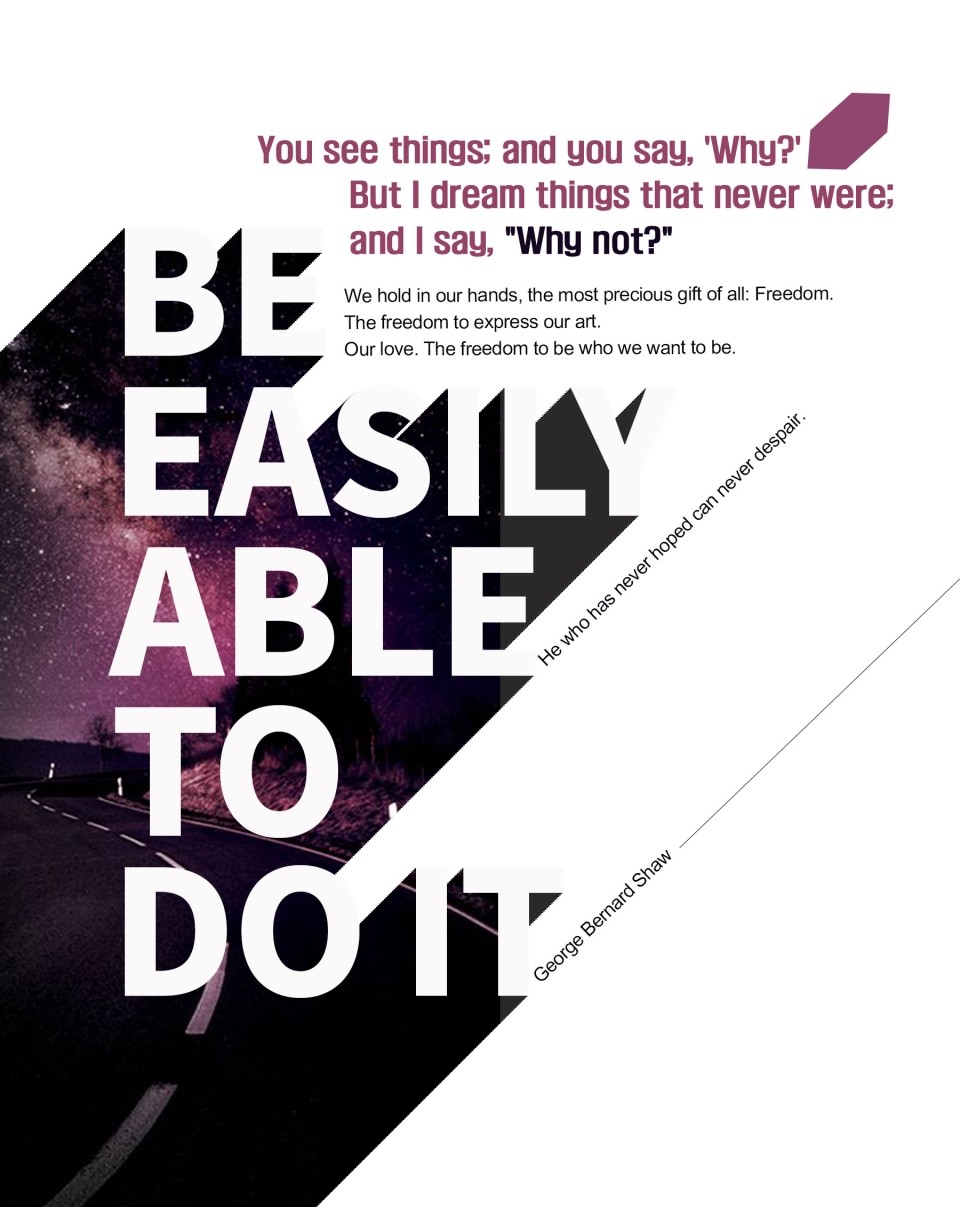 You see things; and you say, 'Why?'
But I dream things that never were;
and I say, "Why not?"
We hold in our hands, the most precious gift of all: Freedom.
The freedom to express our art.
Our love. The freedom to be who we want to be.
BE
EASILY
ABLE
TO
DO IT
He who has never hoped can never despair.
George Bernard Shaw